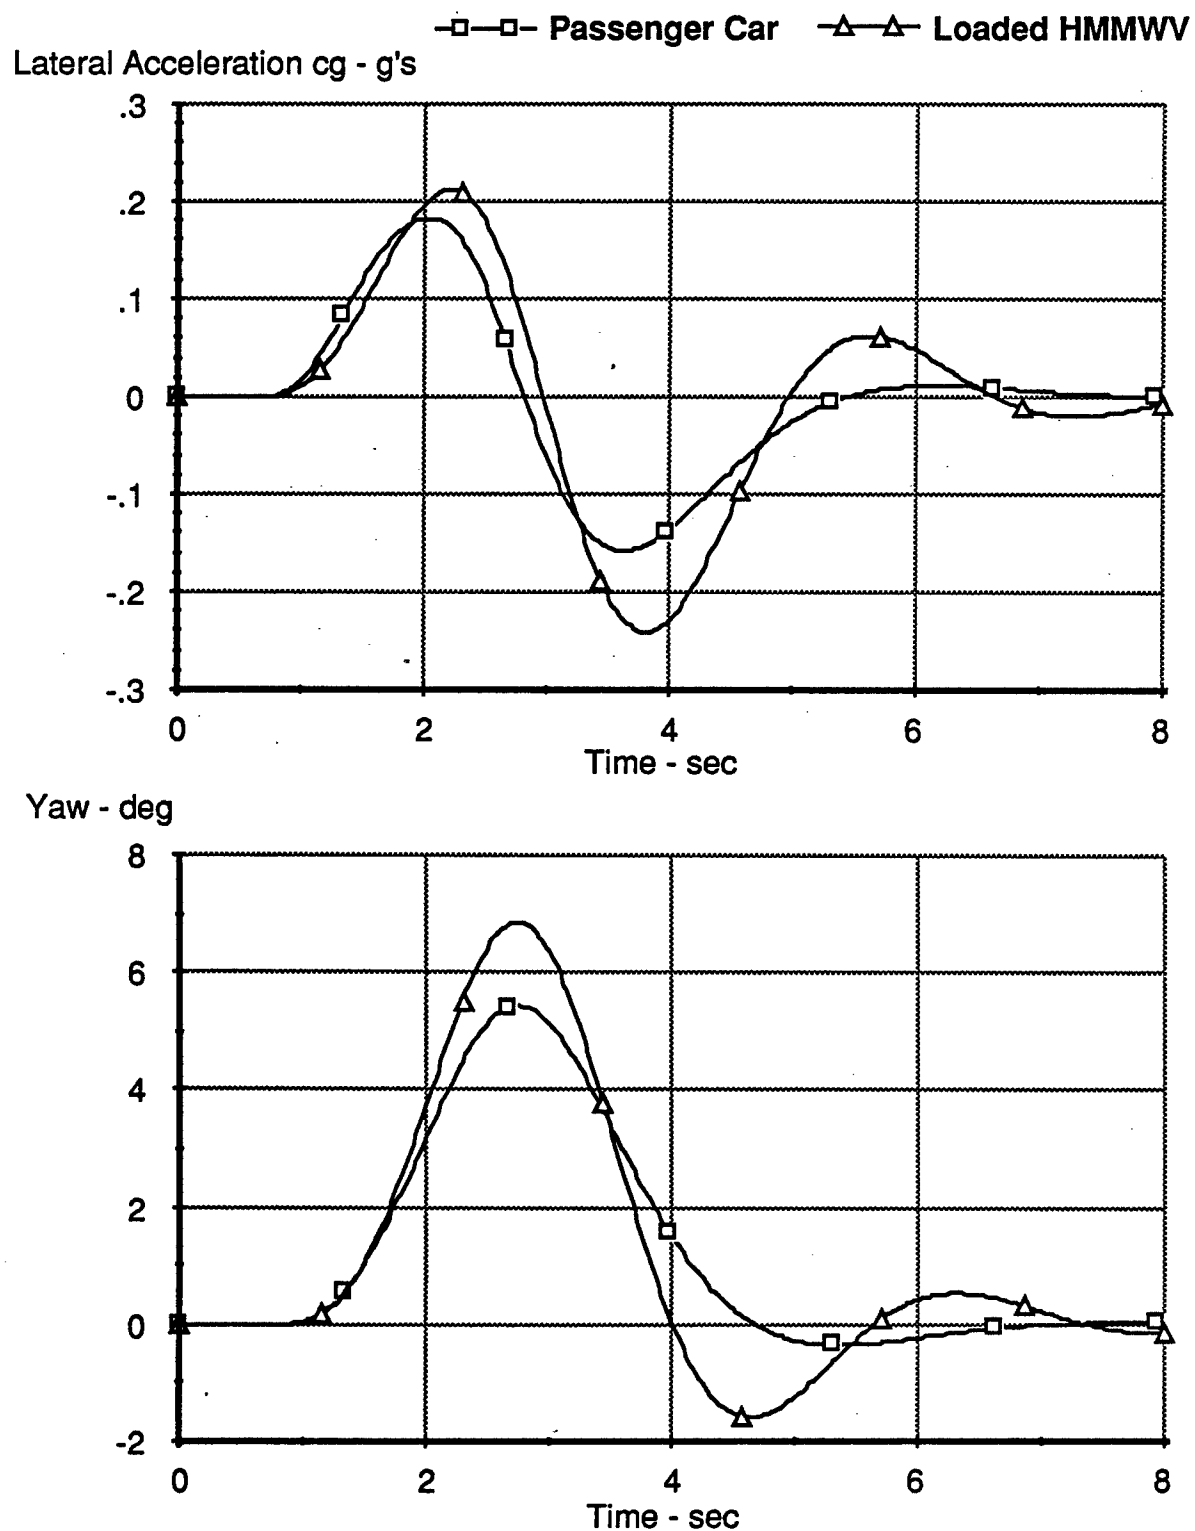 Passenger Car Loaded HMMWV
Lateral Acceleration cg - g's
.3
.2
.1
0
-.1
-.2
-.3
0 2 4 6 8
Time - sec
Yaw - deg
8
6
4
2
0
-2
0 2 4 6 8
Time - sec